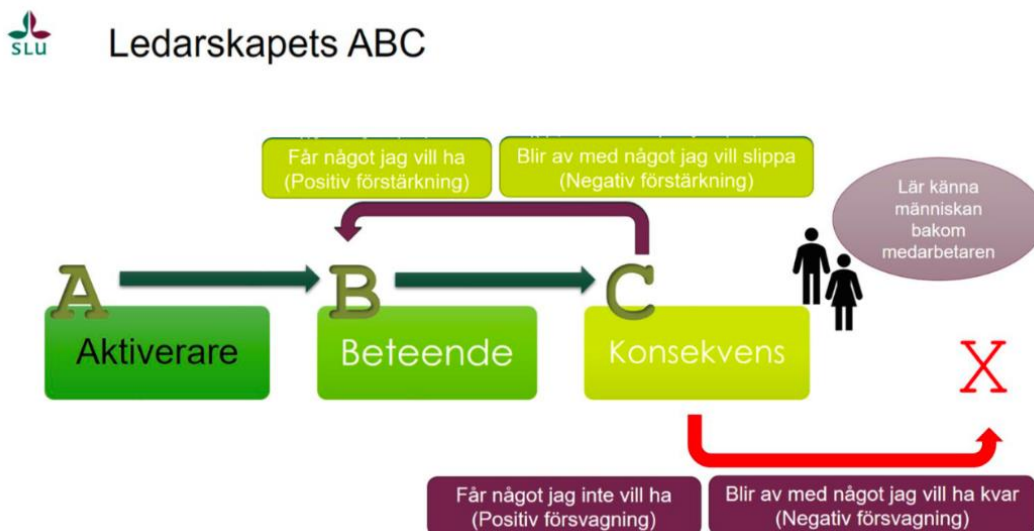 SLU
Ledarskapets ABC
Får något jag vill ha
(Positiv förstärkning)
Blir av med något jag vill slippa
(Negativ förstärkning)
Lär känna
människan
bakom
medarbetaren
A
B
C
Aktiverare
Beteende
Konsekvens
X
Får något jag inte vill ha
(Positiv försvagning)
Blir av med något jag vill ha kvar
(Negativ försvagning)